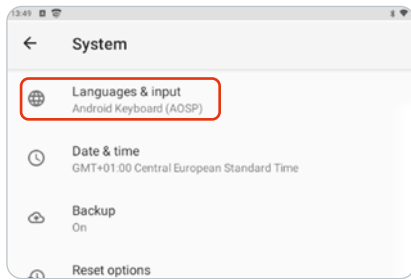 13:49
System
Languages & input
Android Keyboard (AOSP)
Date & time
GMT+01:00 Central European Standard Time
Backup
On
Reset options